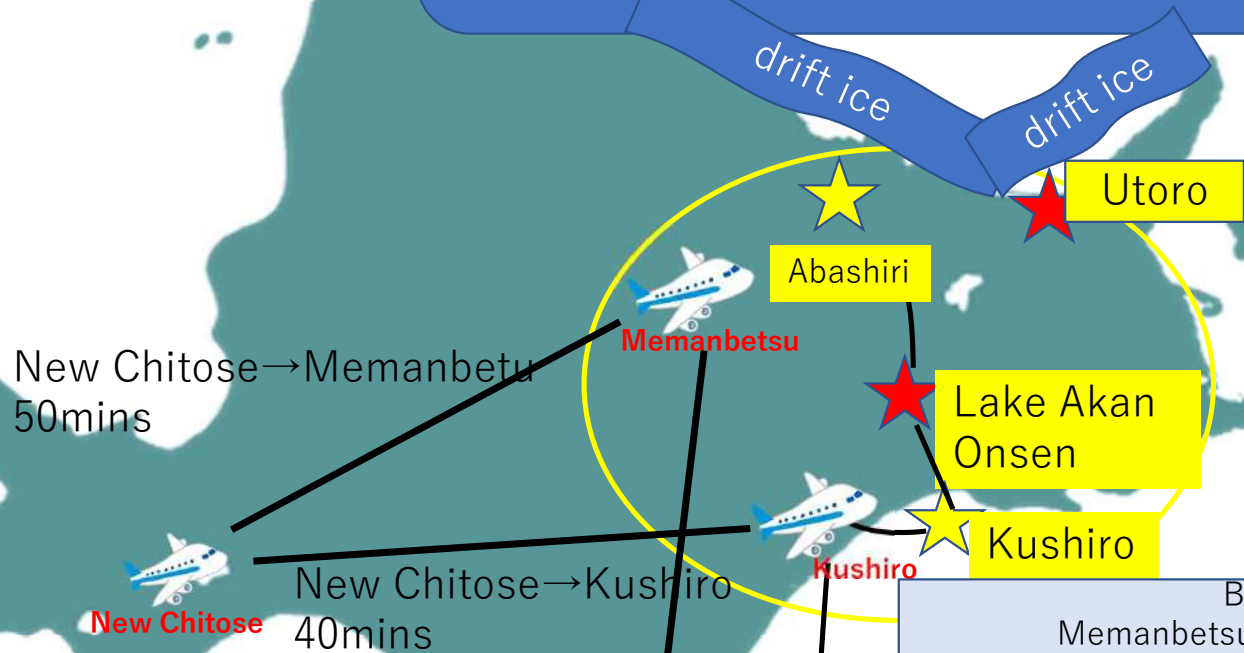 drift ice
drift ice
Utoro
Abashiri
Memanbetsu
New Chitose→Memanbetu
50mins
Lake Akan
Onsen
Kushiro
Kushiro
New Chitose→Kushiro
40mins
New Chitose
B
Memanbetsu